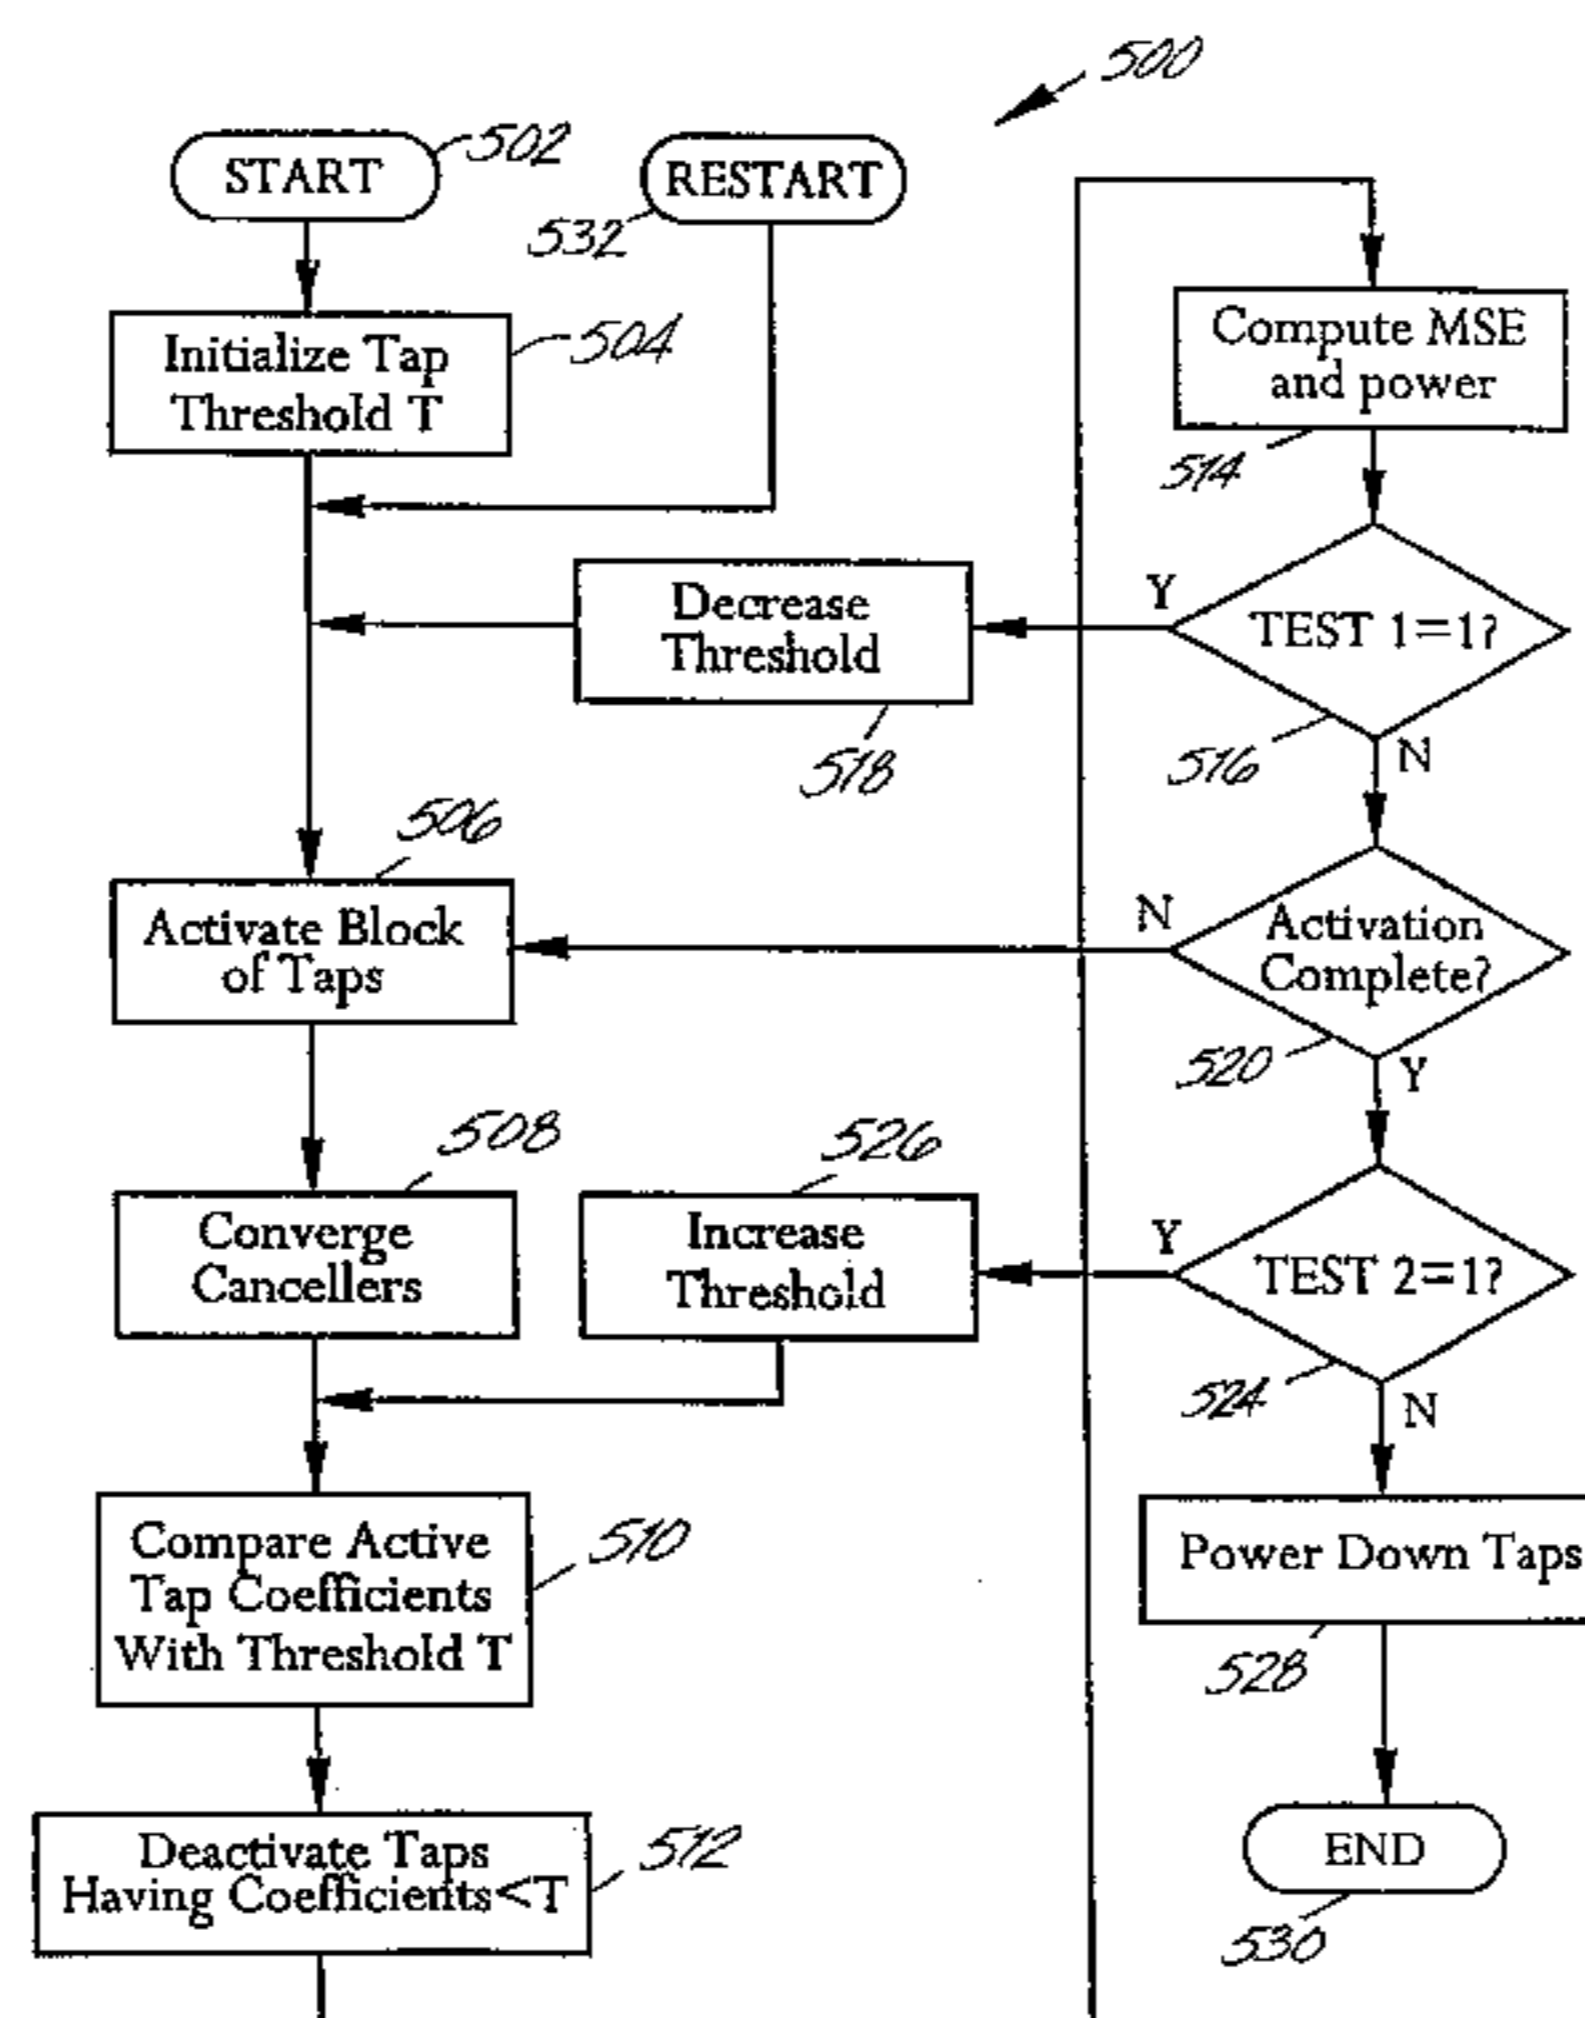 500
START
502
RESTART
532
Initialize Tap
Threshold T
504
Compute MSE
and power
514
Decrease
Threshold
518
Y
TEST 1=1?
516
N
506
Activate Block
of Taps
N
Activation
Complete?
520
Y
508
Converge
Cancellers
526
Increase
Threshold
Y
TEST 2=1?
524
N
Compare Active
Tap Coefficients
With Threshold T
510
Power Down Taps
528
Deactivate Taps
Having Coefficients<T
512
END
530